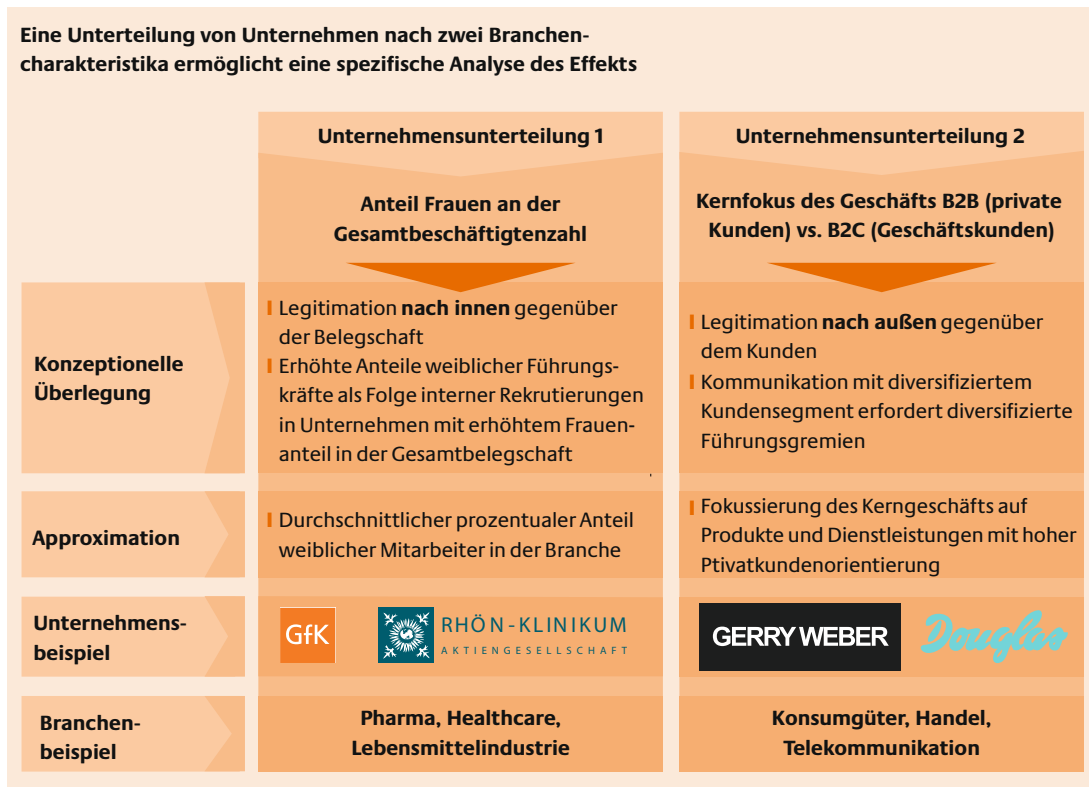 Eine Unterteilung von Unternehmen nach zwei Branchen-
charakteristika ermöglicht eine spezifische Analyse des Effekts
Unternehmensunterteilung 1
Unternehmensunterteilung 2
Anteil Frauen an der
Gesamtbeschäftigtenzahl
Kernfokus des Geschäfts B2B (private
Kunden) vs. B2C (Geschäftskunden)
Konzeptionelle
Überlegung
Legitimation nach innen gegenüber
der Belegschaft
Erhöhte Anteile weiblicher Führungs-
kräfte als Folge interner Rekrutierungen
in Unternehmen mit erhöhtem Frauen-
anteil in der Gesamtbelegschaft
Legitimation nach außen gegenüber
dem Kunden
Kommunikation mit diversifiziertem
Kundensegment erfordert diversifizierte
Führungsgremien
Approximation
Durchschnittlicher prozentualer Anteil
weiblicher Mitarbeiter in der Branche
Fokussierung des Kerngeschäfts auf
Produkte und Dienstleistungen mit hoher
Ptivatkundenorientierung
Unternehmens-
beispiel
GfK
RHÖN-KLINIKUM
AKTIENGESELLSCHAFT
GERRY WEBER
Douglas
Branchen-
beispiel
Pharma, Healthcare,
Lebensmittelindustrie
Konsumgüter, Handel,
Telekommunikation